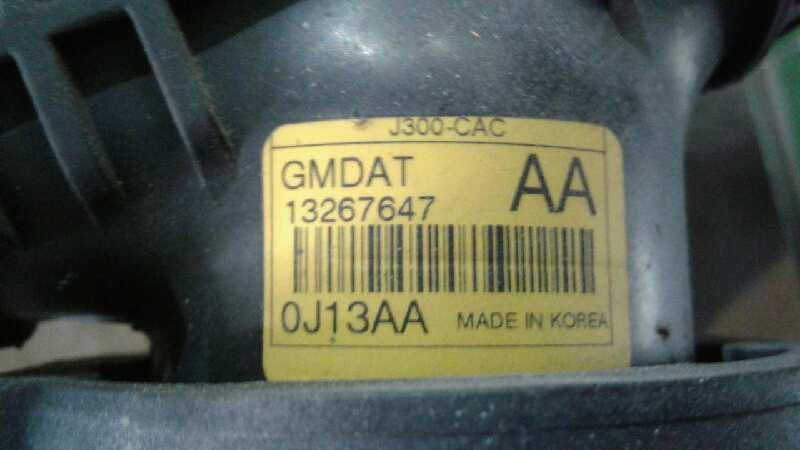 J300-CAC
GMDAT AA
13267647
0J13AA MADE IN KOREA